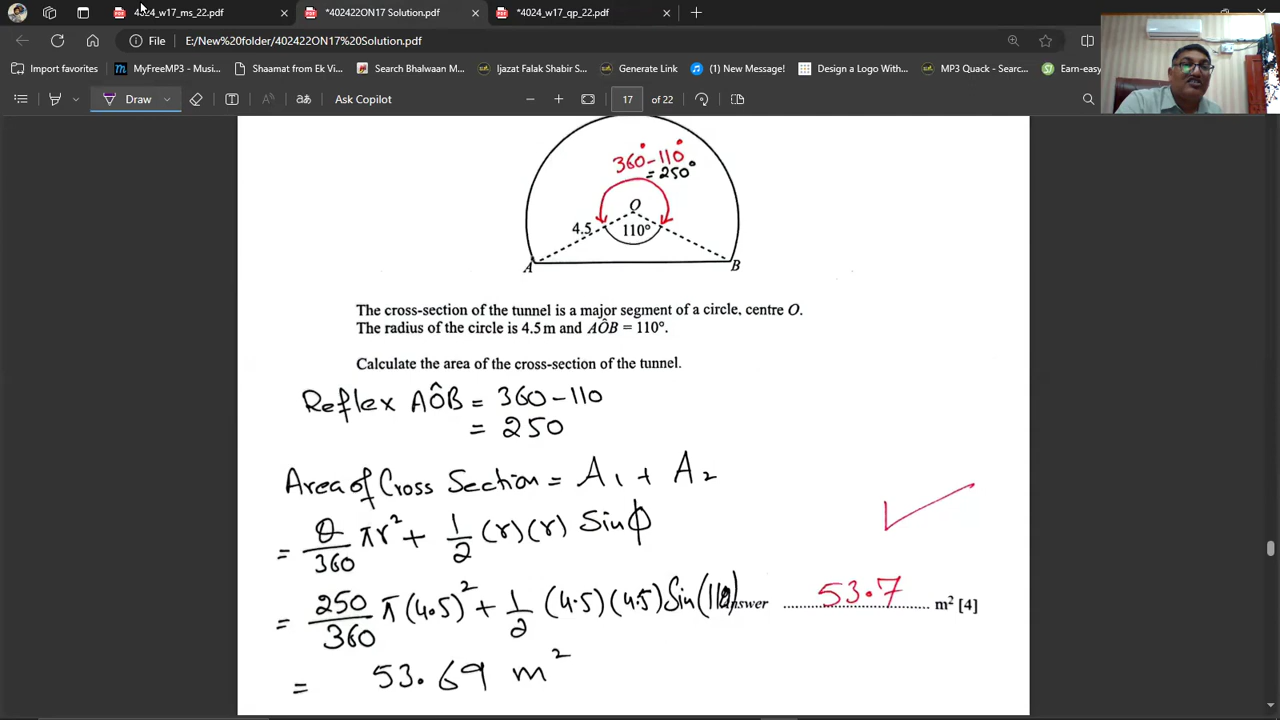 4024_w17_ms_22.pdf
*402422ON17 Solution.pdf
*4024_w17_qp_22.pdf
File E:/New%20folder/402422ON17%20Solution.pdf
Import favorites MyFreeMP3 - Musi... Shaamat from Ek Vi... Search Bhalwaan M... Ijazat Falak Shabir S... Generate Link (1) New Message! Design a Logo With... MP3 Quack - Searc... Earn-easy
Draw aあ Ask Copilot 17 of 22
360°-110°
= 250°
O
4.5 110°
A B
The cross-section of the tunnel is a major segment of a circle, centre O.
The radius of the circle is 4.5 m and AÔB = 110°.
Calculate the area of the cross-section of the tunnel.
Reflex AÔB = 360-110
= 250
Area of Cross Section = A1 + A2
= θ/360 πr² + 1/2 (r)(r) Sinϕ
= 250/360 π(4.5)² + 1/2 (4.5)(4.5) Sin(110) Answer 53.7 m² [4]
= 53.69 m²